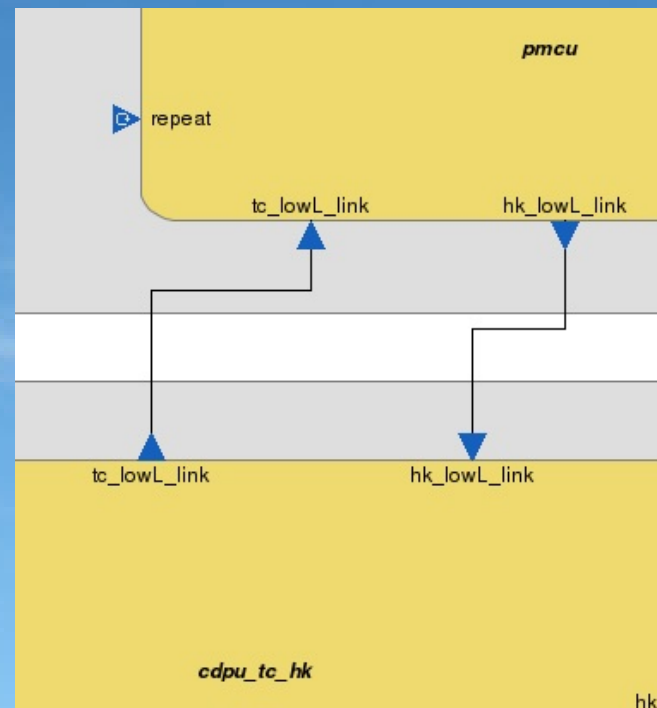 pmcu
repeat
tc_lowL_link
hk_lowL_link
tc_lowL_link
hk_lowL_link
cdpu_tc_hk
hk